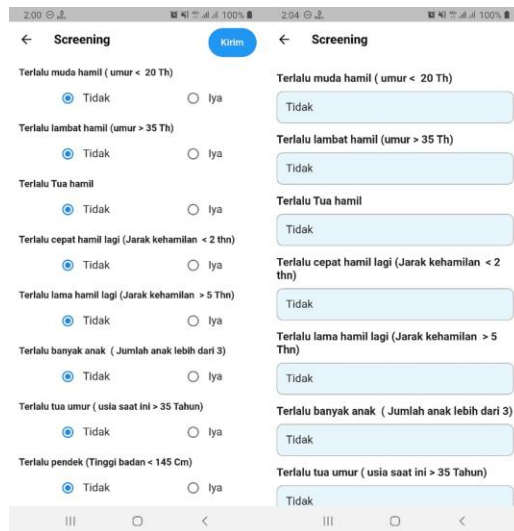 2:00 100%
Screening
Kirim
Terlalu muda hamil ( umur < 20 Th)
Tidak Iya
Terlalu lambat hamil (umur > 35 Th)
Tidak Iya
Terlalu Tua hamil
Tidak Iya
Terlalu cepat hamil lagi (Jarak kehamilan < 2 thn)
Tidak Iya
Terlalu lama hamil lagi (Jarak kehamilan > 5 Thn)
Tidak Iya
Terlalu banyak anak ( Jumlah anak lebih dari 3)
Tidak Iya
Terlalu tua umur ( usia saat ini > 35 Tahun)
Tidak Iya
Terlalu pendek (Tinggi badan < 145 Cm)
Tidak Iya
2:04 100%
Screening
Terlalu muda hamil ( umur < 20 Th)
Tidak
Terlalu lambat hamil (umur > 35 Th)
Tidak
Terlalu Tua hamil
Tidak
Terlalu cepat hamil lagi (Jarak kehamilan < 2
thn)
Tidak
Terlalu lama hamil lagi (Jarak kehamilan > 5
Thn)
Tidak
Terlalu banyak anak ( Jumlah anak lebih dari 3)
Tidak
Terlalu tua umur ( usia saat ini > 35 Tahun)
Tidak